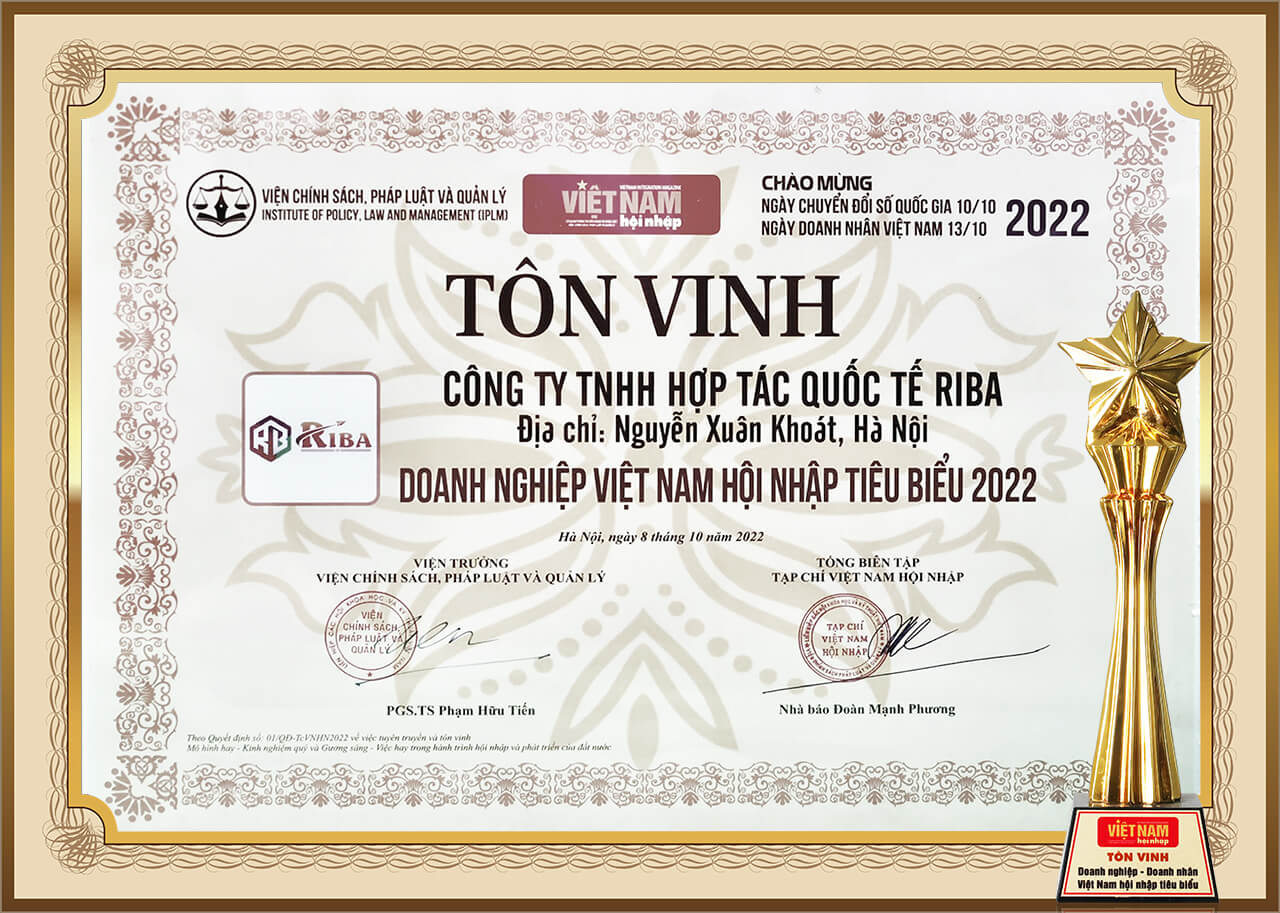 VIỆN CHÍNH SÁCH, PHÁP LUẬT VÀ QUẢN LÝ
INSTITUTE OF POLICY, LAW AND MANAGEMENT (IPLM)
VIETNAM INTEGRATION MAGAZINE
VIỆT NAM
hội nhập
CHÀO MỪNG
NGÀY CHUYỂN ĐỔI SỐ QUỐC GIA 10/10
NGÀY DOANH NHÂN VIỆT NAM 13/10
2022
TÔN VINH
CÔNG TY TNHH HỢP TÁC QUỐC TẾ RIBA
Địa chỉ: Nguyễn Xuân Khoát, Hà Nội
RB RIBA
DOANH NGHIỆP VIỆT NAM HỘI NHẬP TIÊU BIỂU 2022
Hà Nội, ngày 8 tháng 10 năm 2022
VIỆN TRƯỞNG
VIỆN CHÍNH SÁCH, PHÁP LUẬT VÀ QUẢN LÝ
VIỆN
CHÍNH SÁCH,
PHÁP LUẬT VÀ
QUẢN LÝ
PGS.TS Phạm Hữu Tiến
TỔNG BIÊN TẬP
TẠP CHÍ VIỆT NAM HỘI NHẬP
TẠP CHÍ
VIỆT NAM
HỘI NHẬP
Nhà báo Đoàn Mạnh Phương
Theo Quyết định số: 01/QĐ-TcVNHN2022 về việc tuyên truyền và tôn vinh
Mô hình hay - Kinh nghiệm quý và Gương sáng - Việc hay trong hành trình hội nhập và phát triển của đất nước
VIỆT NAM
hội nhập
TÔN VINH
Doanh nghiệp - Doanh nhân
Việt Nam hội nhập tiêu biểu